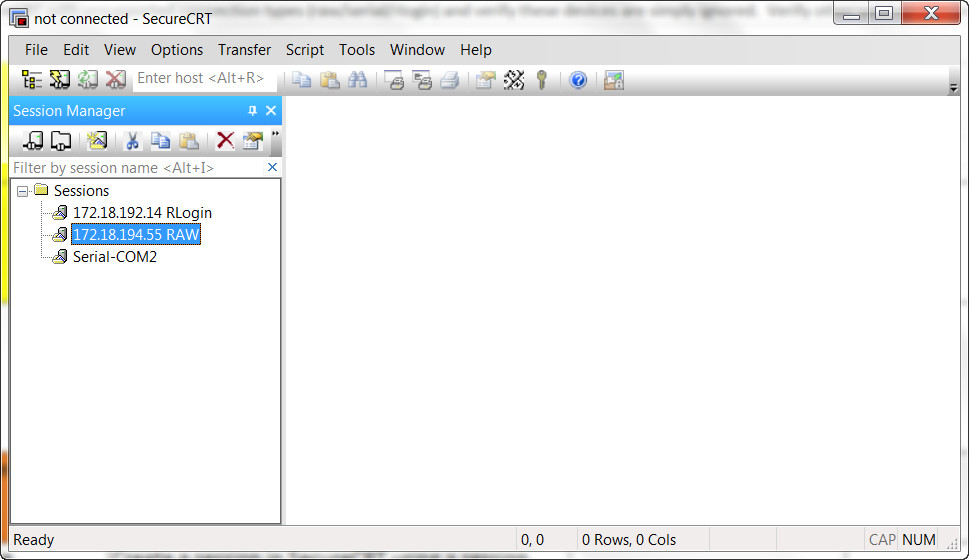 not connected - SecureCRT
File Edit View Options Transfer Script Tools Window Help
Enter host <Alt+R>
Session Manager
Filter by session name <Alt+I>
Sessions
172.18.192.14 RLogin
172.18.194.55 RAW
Serial-COM2
Ready 0, 0 0 Rows, 0 Cols CAP NUM